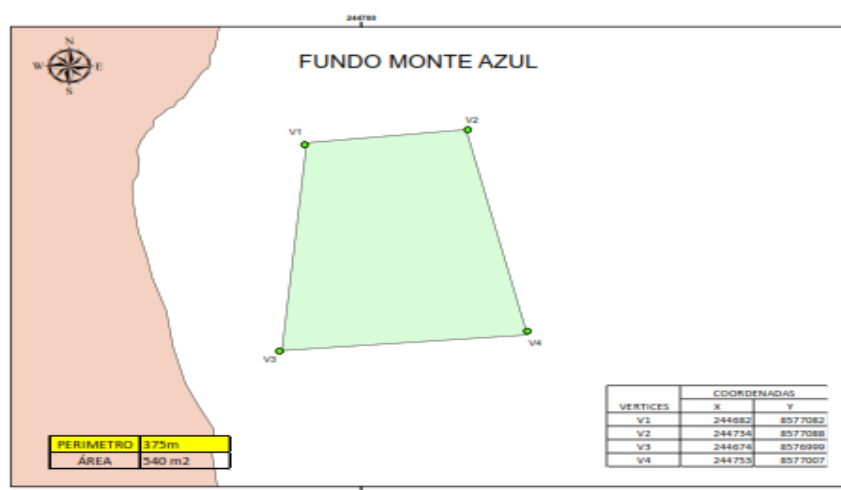 244780
N
W E
S
FUNDO MONTE AZUL
V1
V2
V3
V4
VERTICES COORDENADAS
X Y
V1 244682 8577082
V2 244734 8577088
V3 244674 8576999
V4 244753 8577007
PERIMETRO 375m
ÁREA 540 m2